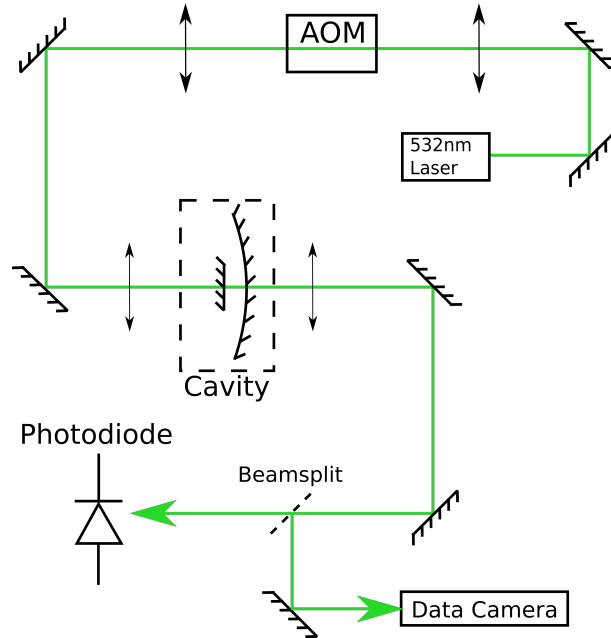 AOM
532nm
Laser
Cavity
Photodiode
Beamsplit
Data Camera